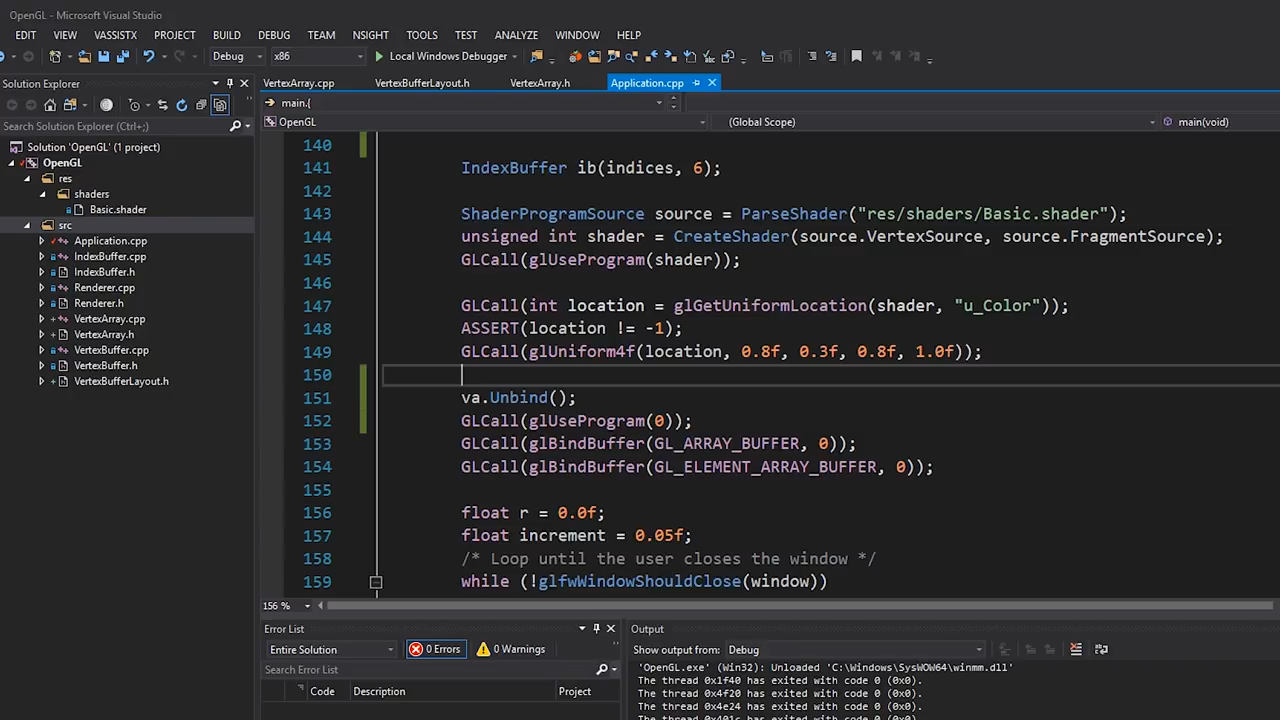 OpenGL - Microsoft Visual Studio
EDIT VIEW VASSISTX PROJECT BUILD DEBUG TEAM NSIGHT TOOLS TEST ANALYZE WINDOW HELP
Debug x86 Local Windows Debugger
Solution Explorer
VertexArray.cpp VertexBufferLayout.h VertexArray.h Application.cpp
main.{
Search Solution Explorer (Ctrl+;)
OpenGL (Global Scope) main(void)
Solution 'OpenGL' (1 project)
OpenGL
res
shaders
Basic.shader
src
Application.cpp
IndexBuffer.cpp
IndexBuffer.h
Renderer.cpp
Renderer.h
VertexArray.cpp
VertexArray.h
VertexBuffer.cpp
VertexBuffer.h
VertexBufferLayout.h
140
141 IndexBuffer ib(indices, 6);
142
143 ShaderProgramSource source = ParseShader("res/shaders/Basic.shader");
144 unsigned int shader = CreateShader(source.VertexSource, source.FragmentSource);
145 GLCall(glUseProgram(shader));
146
147 GLCall(int location = glGetUniformLocation(shader, "u_Color"));
148 ASSERT(location != -1);
149 GLCall(glUniform4f(location, 0.8f, 0.3f, 0.8f, 1.0f));
150
151 va.Unbind();
152 GLCall(glUseProgram(0));
153 GLCall(glBindBuffer(GL_ARRAY_BUFFER, 0));
154 GLCall(glBindBuffer(GL_ELEMENT_ARRAY_BUFFER, 0));
155
156 float r = 0.0f;
157 float increment = 0.05f;
158 /* Loop until the user closes the window */
159 while (!glfwWindowShouldClose(window))
156 %
Error List
Entire Solution 0 Errors 0 Warnings
Search Error List
Code Description Project
Output
Show output from: Debug
'OpenGL.exe' (Win32): Unloaded 'C:\Windows\SysWOW64\winmm.dll'
The thread 0x1f40 has exited with code 0 (0x0).
The thread 0x4f20 has exited with code 0 (0x0).
The thread 0x4e24 has exited with code 0 (0x0).
The thread 0x401c has exited with code 0 (0x0).